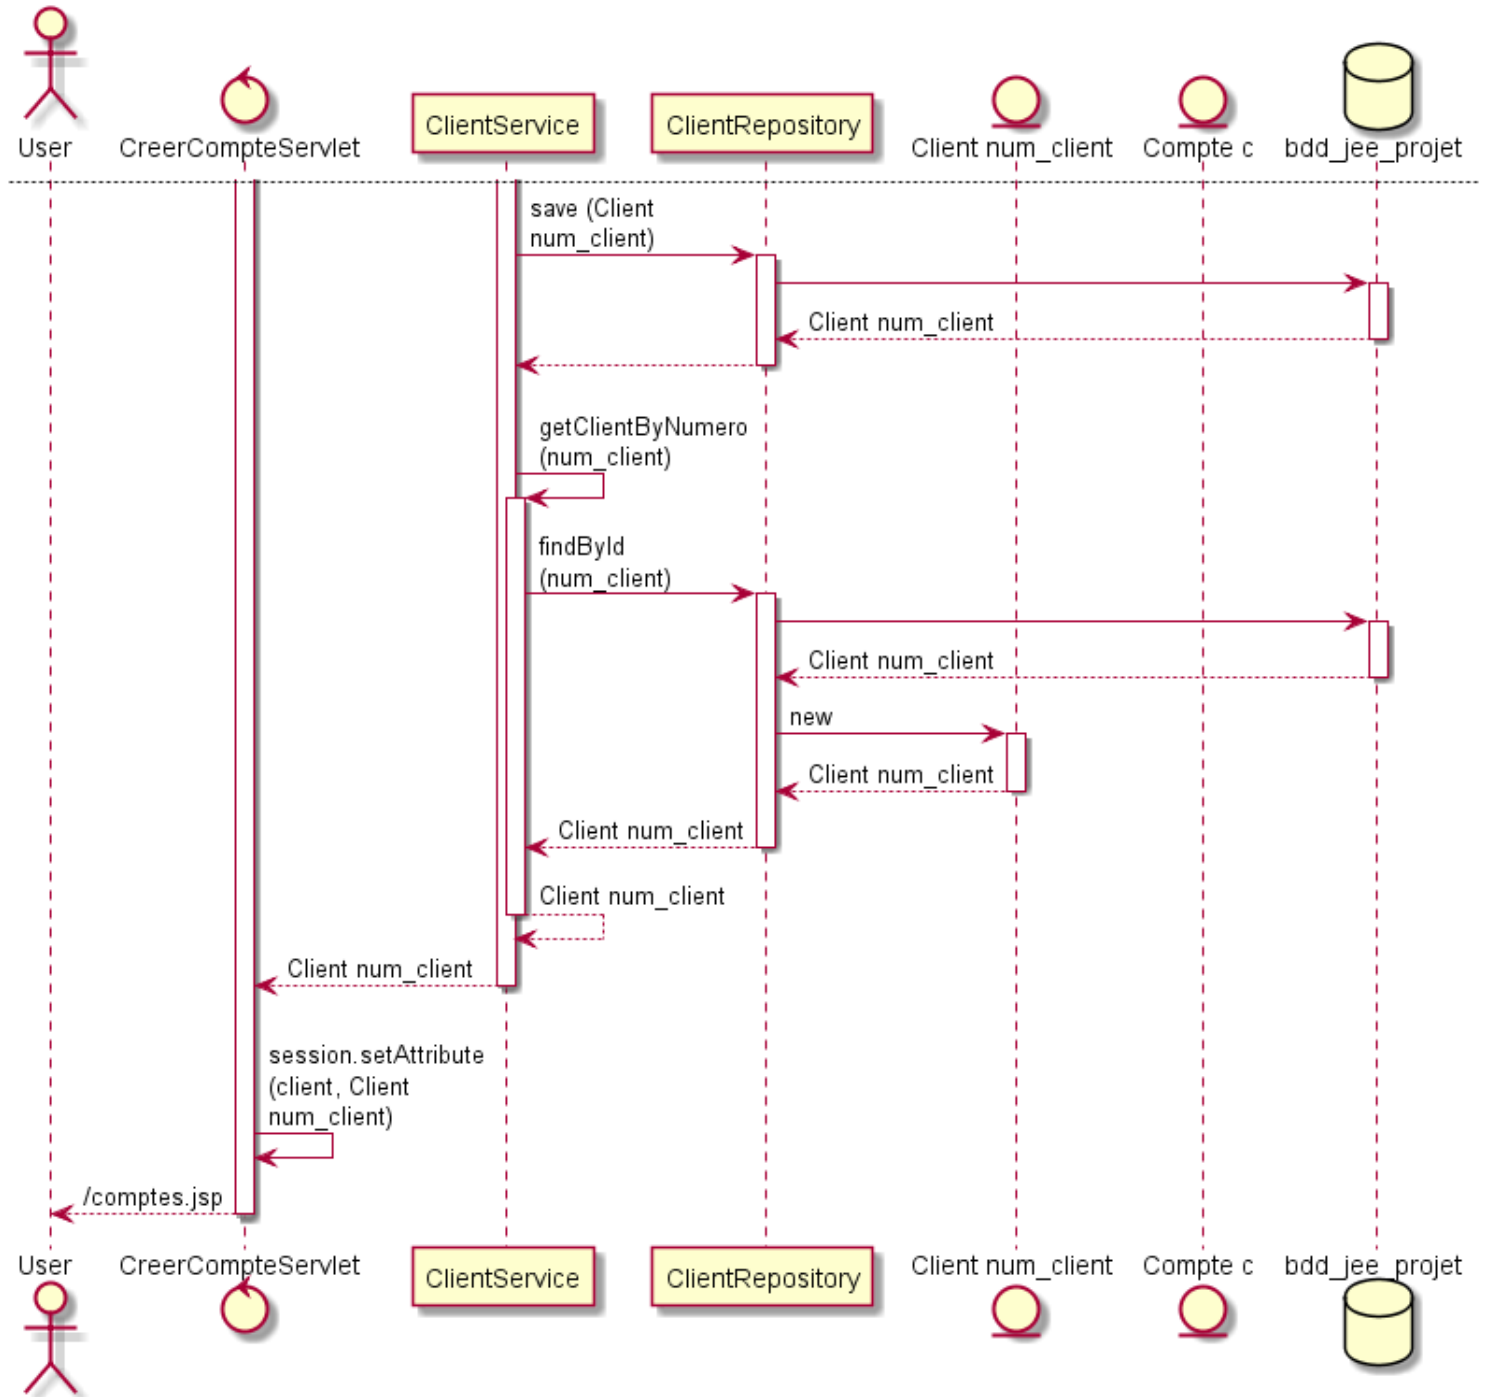 User
CreerCompteServlet
ClientService
ClientRepository
Client num_client
Compte c
bdd_jee_projet
save (Client
num_client)
Client num_client
getClientByNumero
(num_client)
findById
(num_client)
Client num_client
new
Client num_client
Client num_client
Client num_client
Client num_client
session.setAttribute
(client, Client
num_client)
/comptes.jsp
User
CreerCompteServlet
ClientService
ClientRepository
Client num_client
Compte c
bdd_jee_projet